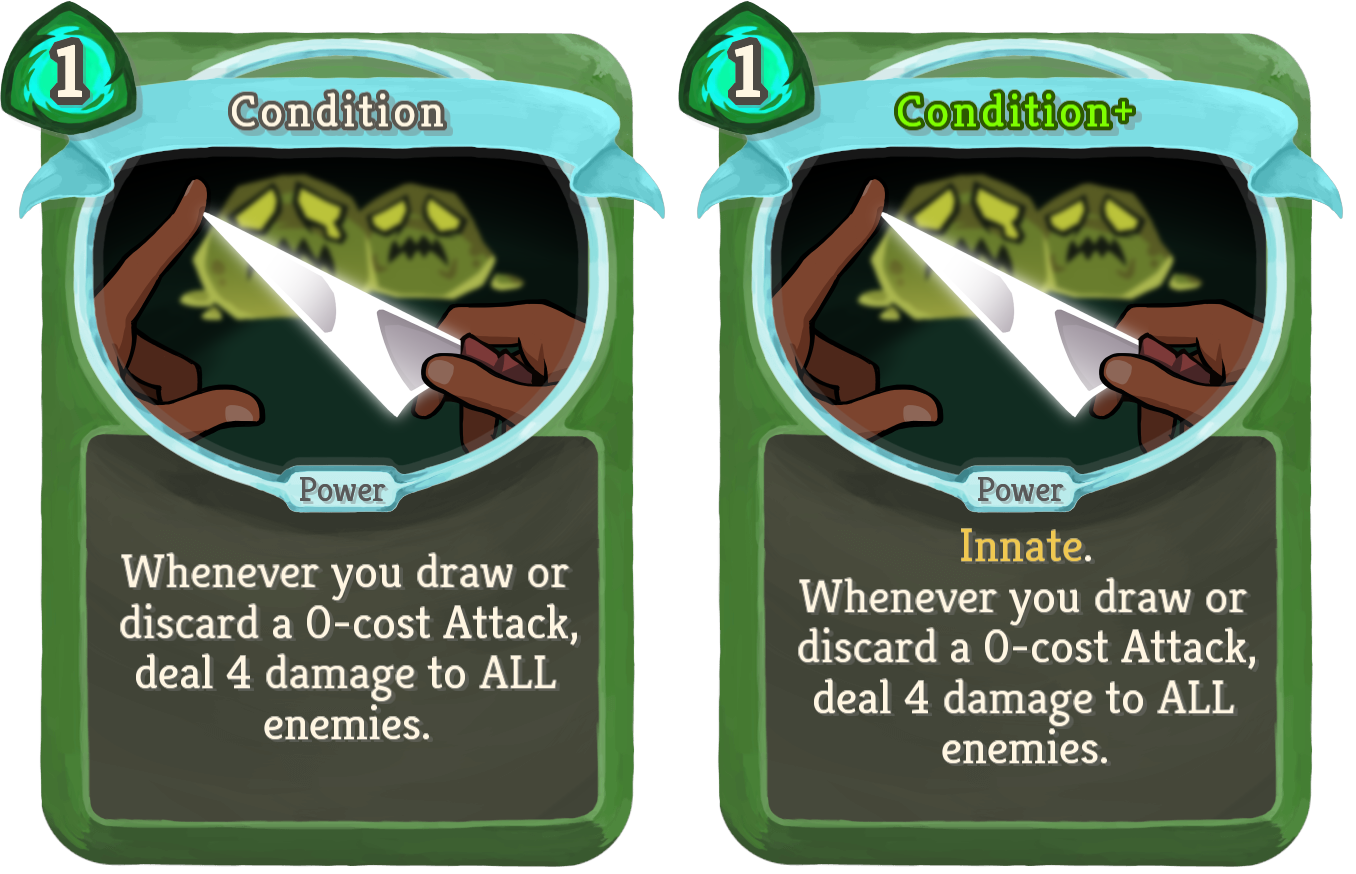 1
Condition
Power
Whenever you draw or
discard a 0-cost Attack,
deal 4 damage to ALL
enemies.
1
Condition+
Power
Innate.
Whenever you draw or
discard a 0-cost Attack,
deal 4 damage to ALL
enemies.